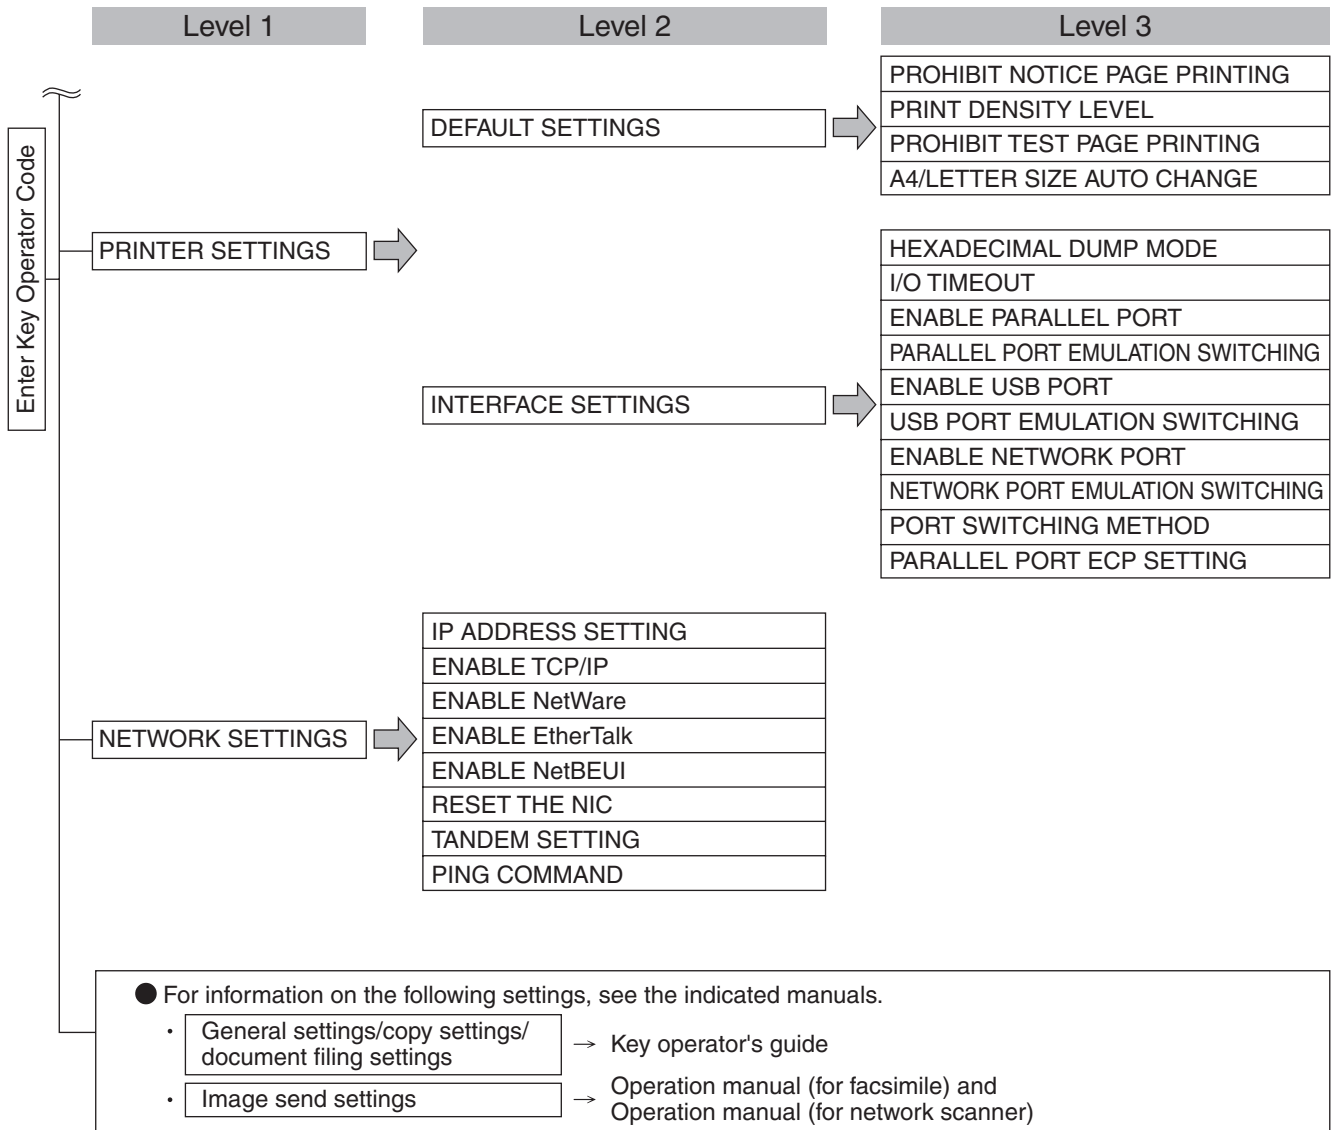 Level 1
Level 2
Level 3
Enter Key Operator Code
PRINTER SETTINGS
DEFAULT SETTINGS
PROHIBIT NOTICE PAGE PRINTING
PRINT DENSITY LEVEL
PROHIBIT TEST PAGE PRINTING
A4/LETTER SIZE AUTO CHANGE
INTERFACE SETTINGS
HEXADECIMAL DUMP MODE
I/O TIMEOUT
ENABLE PARALLEL PORT
PARALLEL PORT EMULATION SWITCHING
ENABLE USB PORT
USB PORT EMULATION SWITCHING
ENABLE NETWORK PORT
NETWORK PORT EMULATION SWITCHING
PORT SWITCHING METHOD
PARALLEL PORT ECP SETTING
NETWORK SETTINGS
IP ADDRESS SETTING
ENABLE TCP/IP
ENABLE NetWare
ENABLE EtherTalk
ENABLE NetBEUI
RESET THE NIC
TANDEM SETTING
PING COMMAND
● For information on the following settings, see the indicated manuals.
· General settings/copy settings/
document filing settings
→ Key operator's guide
· Image send settings
→ Operation manual (for facsimile) and
Operation manual (for network scanner)